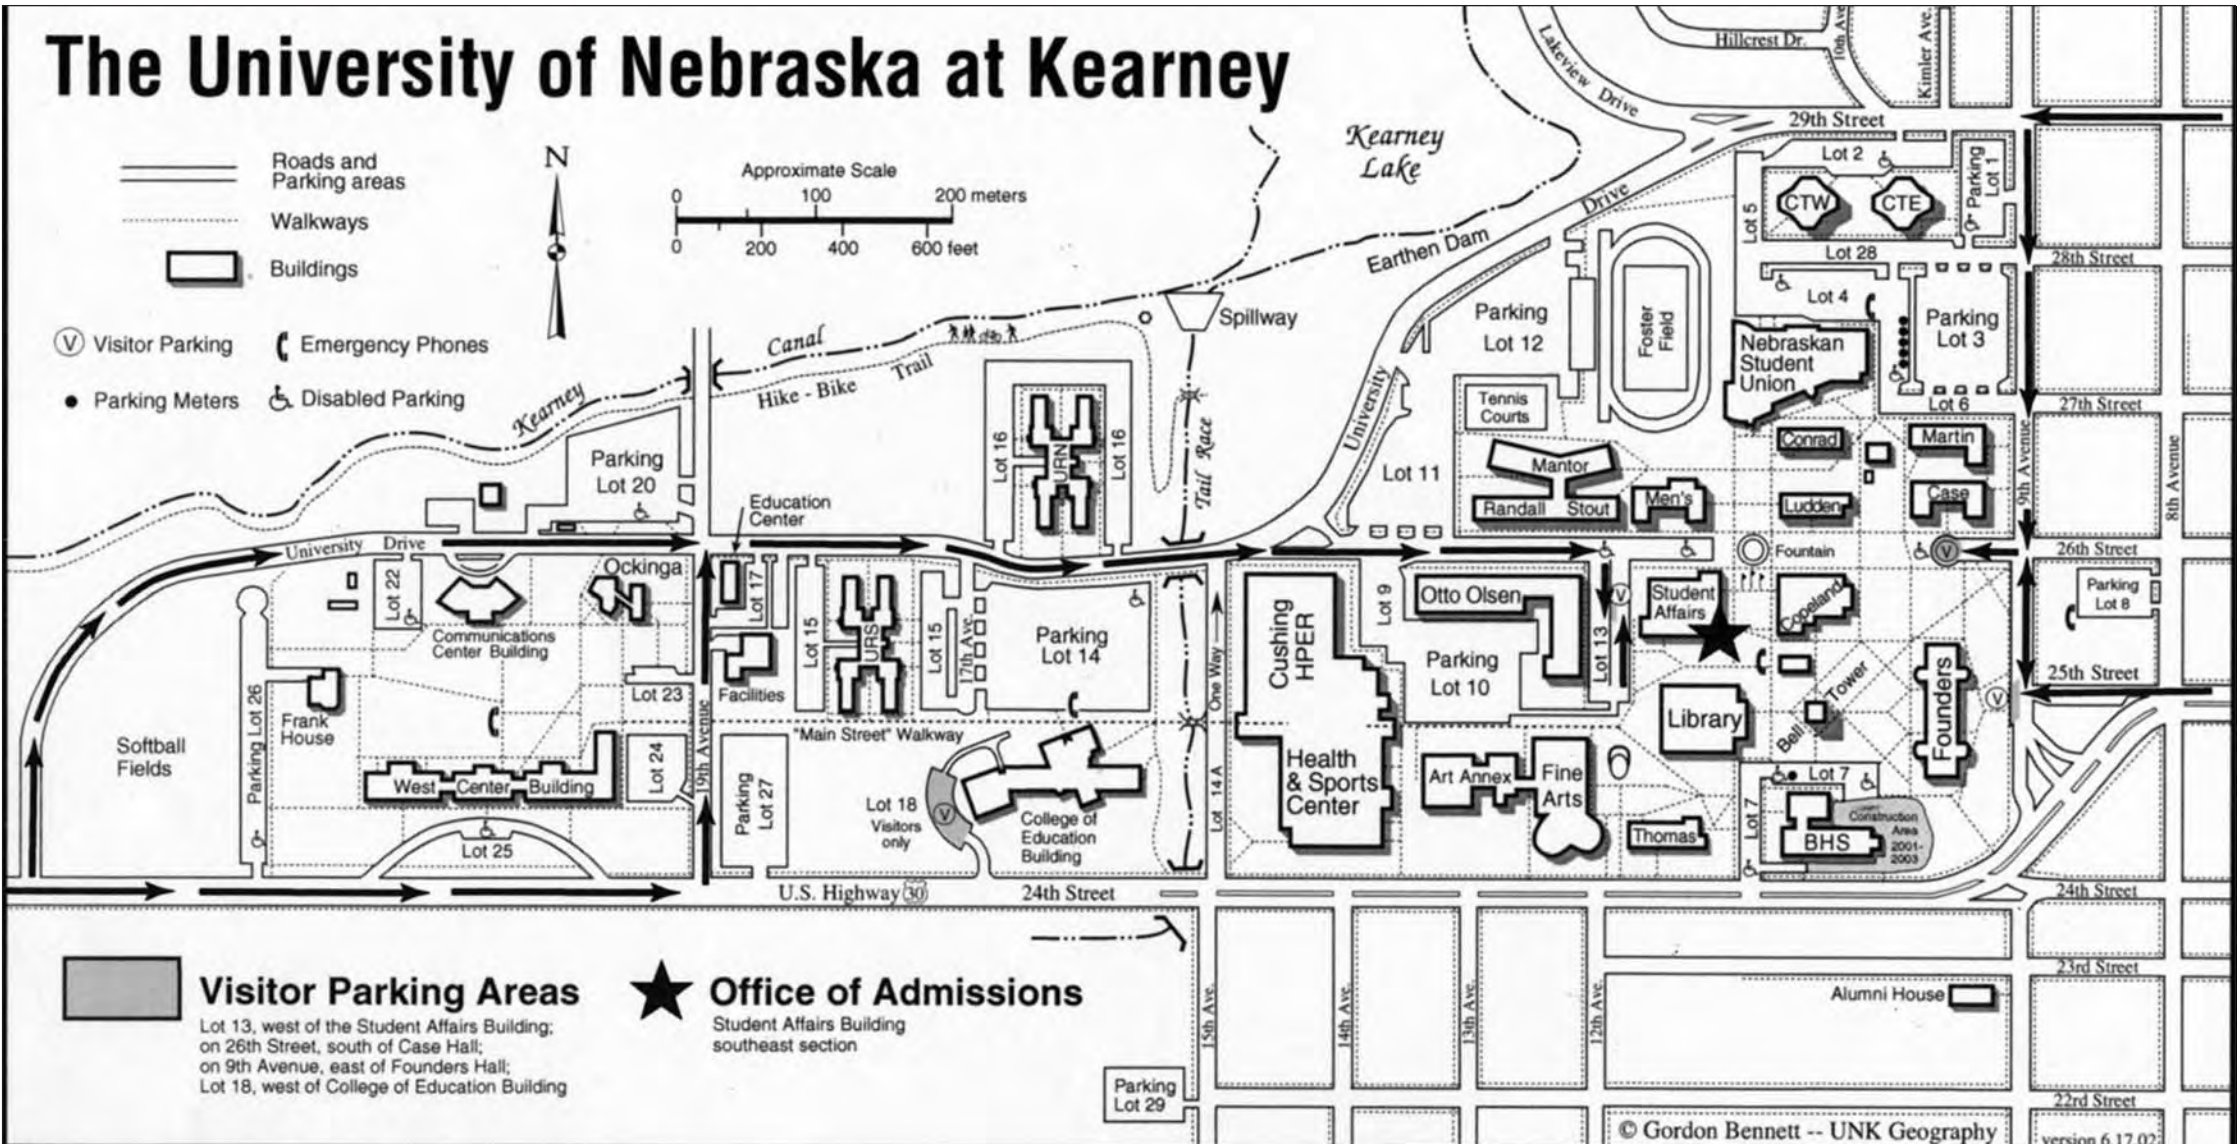 The University of Nebraska at Kearney
Roads and
Parking areas
Walkways
Buildings
V Visitor Parking
Emergency Phones
Parking Meters
Disabled Parking
N
Approximate Scale
0 100 200 meters
0 200 400 600 feet
Kearney
Lake
Lakeview Drive
Hillcrest Dr.
10th Ave
Kimler Ave.
29th Street
Lot 2
Parking
Lot 1
CTW
CTE
Lot 5
Lot 28
28th Street
Lot 4
Parking
Lot 3
Drive
Earthen Dam
University
Parking
Lot 12
Foster
Field
Nebraskan
Student
Union
Lot 6
27th Street
Tennis
Courts
Conrad
Martin
Lot 11
Mantor
Randall Stout
Men's
Ludden
Case
9th Avenue
8th Avenue
Spillway
Canal
Kearney
Hike - Bike Trail
Tail Race
Lot 16
URN
Lot 16
Parking
Lot 20
Education
Center
University Drive
Fountain
V
26th Street
Ockinga
Lot 22
Communications
Center Building
Lot 17
Lot 15
URS
Lot 15
17th Ave.
Parking
Lot 14
One Way
Cushing
HPER
Lot 9
Otto Olsen
Parking
Lot 10
Lot 13
V
Student
Affairs
Copeland
Parking
Lot 8
25th Street
Facilities
Lot 23
Frank
House
Parking Lot 26
Softball
Fields
19th Avenue
"Main Street" Walkway
Library
Bell Tower
Founders
V
West Center Building
Lot 24
Parking
Lot 27
Lot 18
Visitors
only
V
College of
Education
Building
Lot 14 A
Health
& Sports
Center
Art Annex
Fine
Arts
Thomas
Lot 7
Lot 7
BHS
Construction
Area
2001-
2003
Lot 25
U.S. Highway 30
24th Street
24th Street
Visitor Parking Areas
Lot 13, west of the Student Affairs Building;
on 26th Street, south of Case Hall;
on 9th Avenue, east of Founders Hall;
Lot 18, west of College of Education Building
Office of Admissions
Student Affairs Building
southeast section
15th Ave.
14th Ave.
13th Ave.
12th Ave.
23rd Street
Alumni House
Parking
Lot 29
22rd Street
© Gordon Bennett -- UNK Geography
version 6.17.02